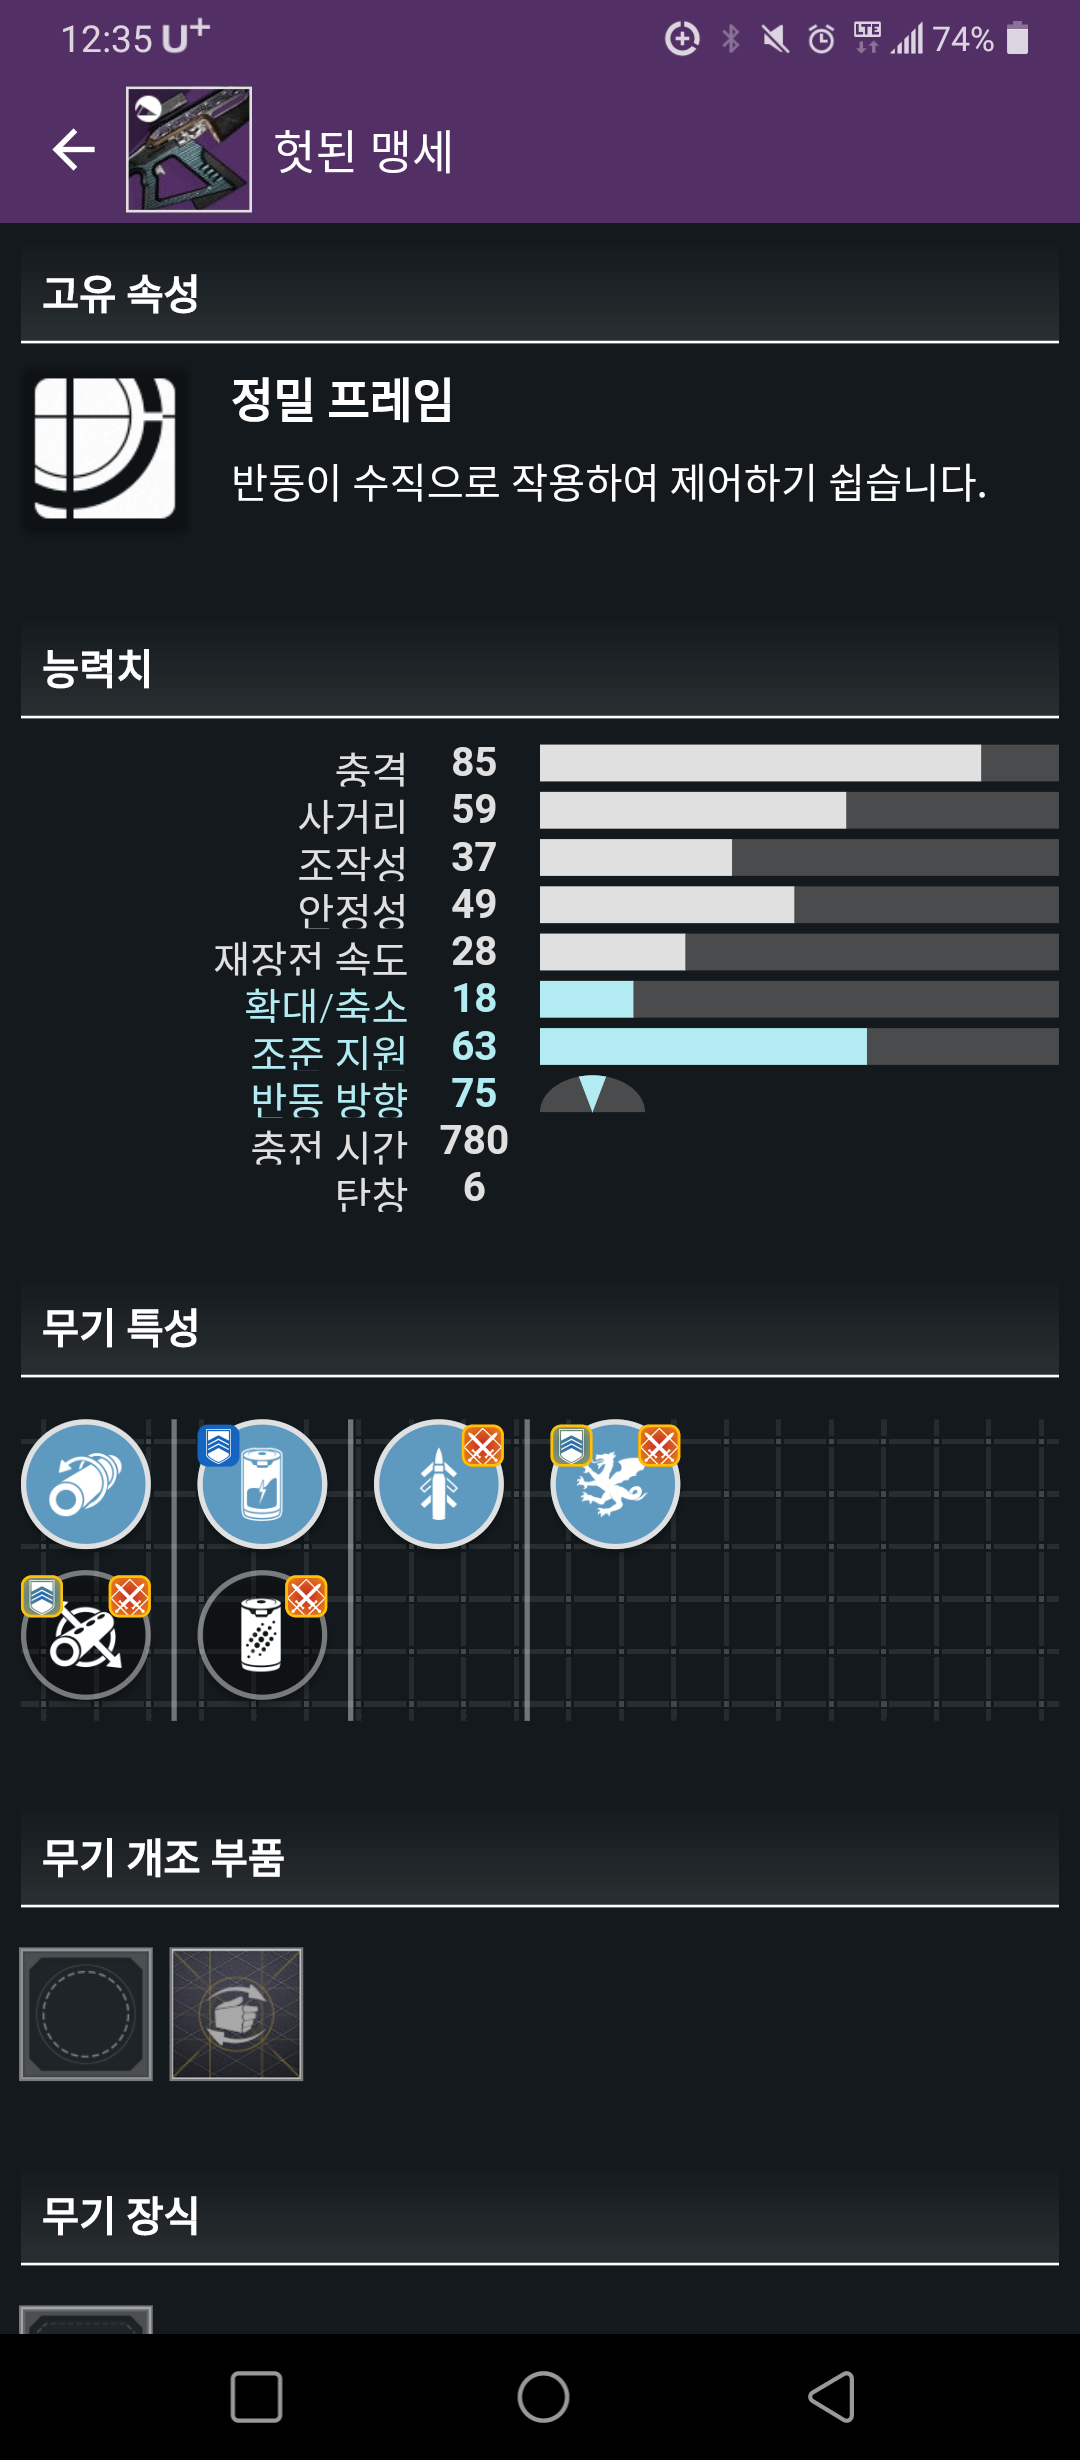 12:35 U+ LTE 74%
헛된 맹세
고유 속성
정밀 프레임
반동이 수직으로 작용하여 제어하기 쉽습니다.
능력치
충격 85
사거리 59
조작성 37
안정성 49
재장전 속도 28
확대/축소 18
조준 지원 63
반동 방향 75
충전 시간 780
탄창 6
무기 특성
무기 개조 부품
무기 장식